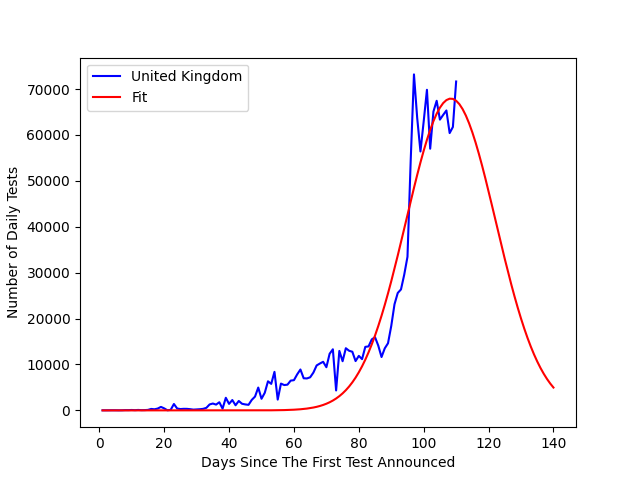 United Kingdom
Fit
Number of Daily Tests
70000
60000
50000
40000
30000
20000
10000
0
0 20 40 60 80 100 120 140
Days Since The First Test Announced